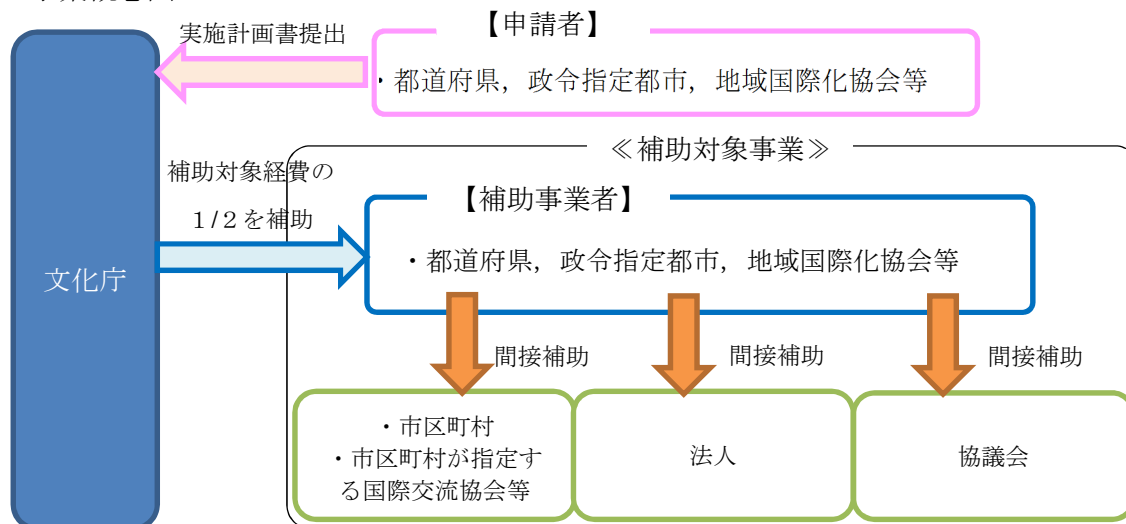 実施計画書提出
【申請者】
・都道府県，政令指定都市，地域国際化協会等
≪補助対象事業≫
補助対象経費の
１/２を補助
【補助事業者】
・都道府県，政令指定都市，地域国際化協会等
文化庁
間接補助
間接補助
間接補助
・市区町村
・市区町村が指定す
る国際交流協会等
法人
協議会